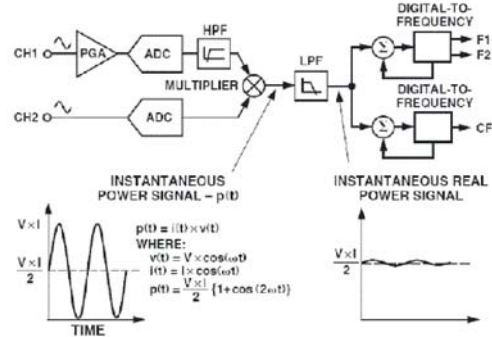 DIGITAL-TO-
FREQUENCY
HPF
CH1
PGA
ADC
LPF
Σ
F1
F2
MULTIPLIER
DIGITAL-TO-
FREQUENCY
CH2
ADC
Σ
CF
INSTANTANEOUS
POWER SIGNAL – p(t)
INSTANTANEOUS REAL
POWER SIGNAL
V×I
p(t) = i(t) × v(t)
WHERE:
v(t) = V × cos(ωt)
i(t) = I × cos(ωt)
p(t) = V×I/2 {1+cos (2ωt)}
V×I
2
TIME
V×I
2